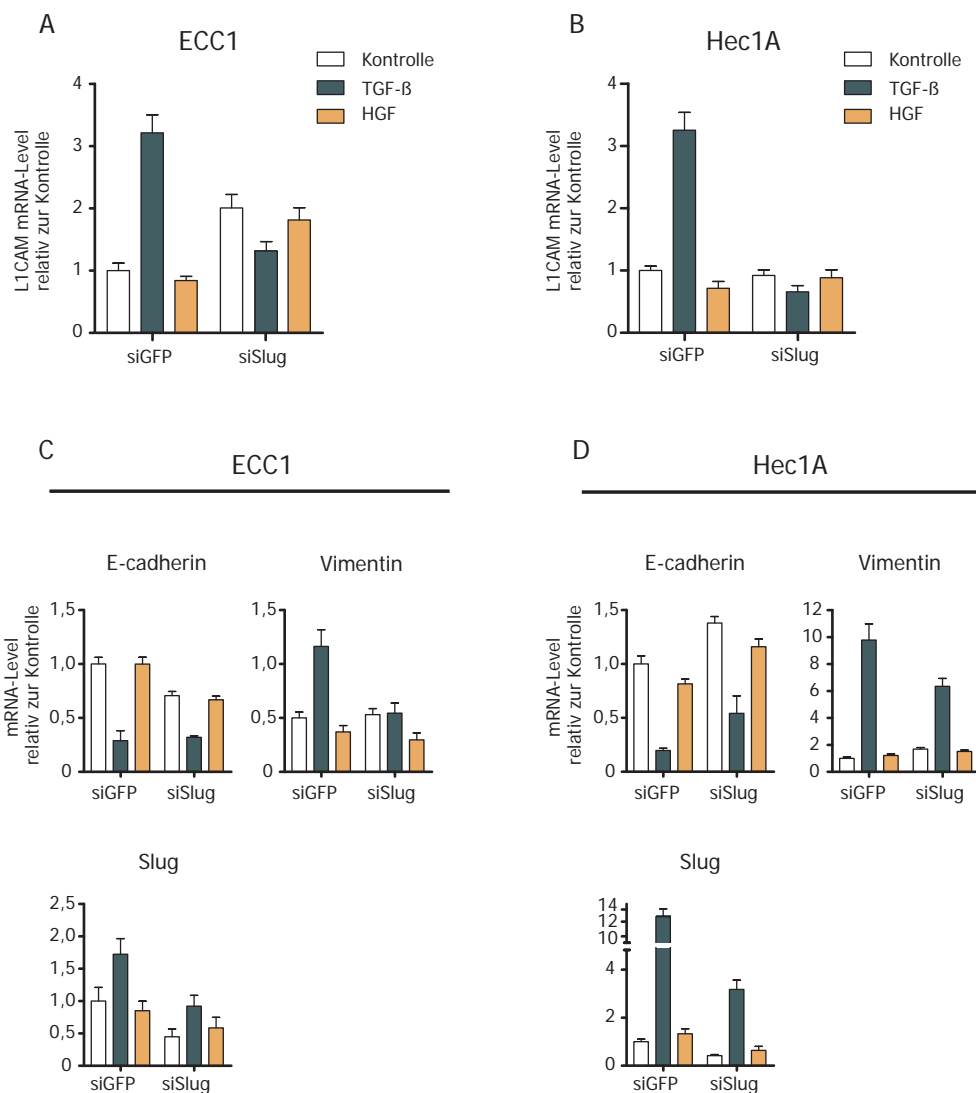 A
ECC1
Kontrolle
TGF-ß
HGF
L1CAM mRNA-Level
relativ zur Kontrolle
4
3
2
1
0
siGFP siSlug
B
Hec1A
Kontrolle
TGF-ß
HGF
L1CAM mRNA-Level
relativ zur Kontrolle
4
3
2
1
0
siGFP siSlug
C
ECC1
E-cadherin
mRNA-Level
relativ zur Kontrolle
1,5
1,0
0,5
0
siGFP siSlug
Vimentin
1,5
1,0
0,5
0
siGFP siSlug
Slug
2,5
2,0
1,5
1,0
0,5
0
siGFP siSlug
D
Hec1A
E-cadherin
mRNA-Level
relativ zur Kontrolle
1,5
1,0
0,5
0
siGFP siSlug
Vimentin
12
10
8
6
4
2
0
siGFP siSlug
Slug
14
12
10
4
2
0
siGFP siSlug